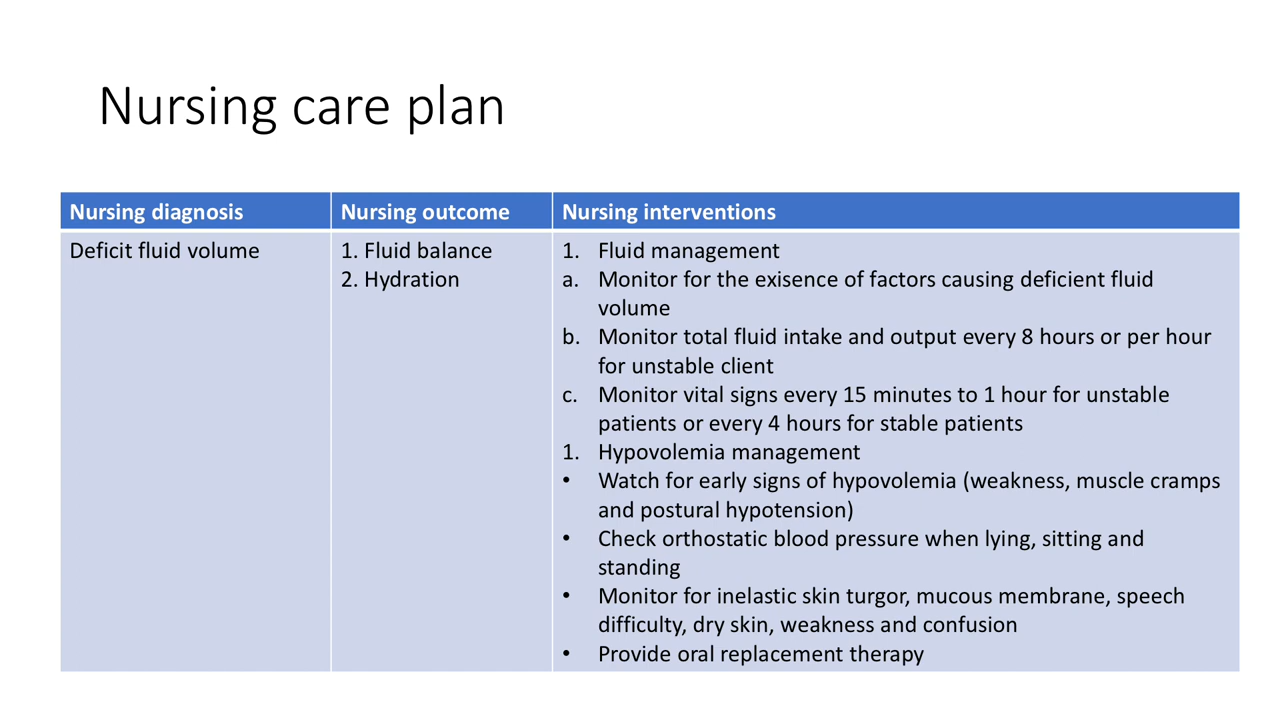 Nursing care plan
Nursing diagnosis
Nursing outcome
Nursing interventions
Deficit fluid volume
1. Fluid balance
2. Hydration
1. Fluid management
a. Monitor for the exisence of factors causing deficient fluid
volume
b. Monitor total fluid intake and output every 8 hours or per hour
for unstable client
c. Monitor vital signs every 15 minutes to 1 hour for unstable
patients or every 4 hours for stable patients
1. Hypovolemia management
• Watch for early signs of hypovolemia (weakness, muscle cramps
and postural hypotension)
• Check orthostatic blood pressure when lying, sitting and
standing
• Monitor for inelastic skin turgor, mucous membrane, speech
difficulty, dry skin, weakness and confusion
• Provide oral replacement therapy